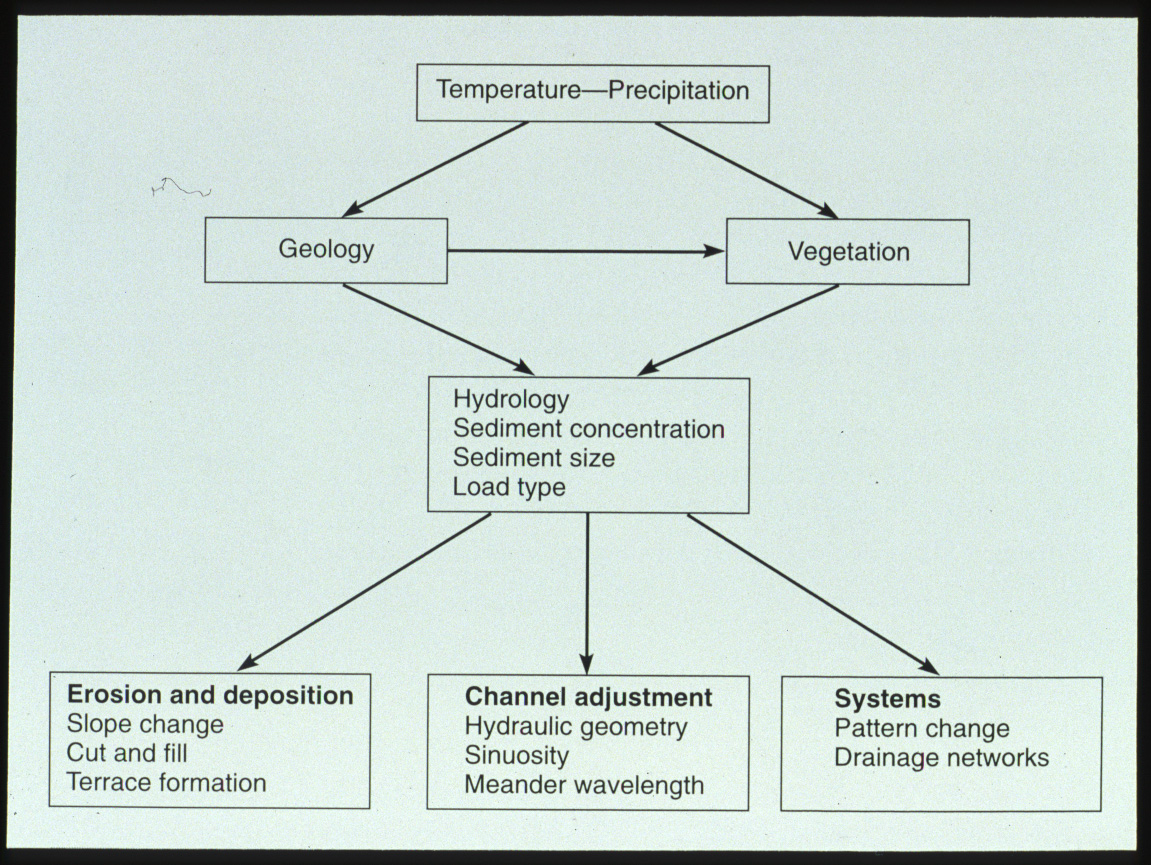 Temperature—Precipitation
Geology
Vegetation
Hydrology
Sediment concentration
Sediment size
Load type
Erosion and deposition
Slope change
Cut and fill
Terrace formation
Channel adjustment
Hydraulic geometry
Sinuosity
Meander wavelength
Systems
Pattern change
Drainage networks